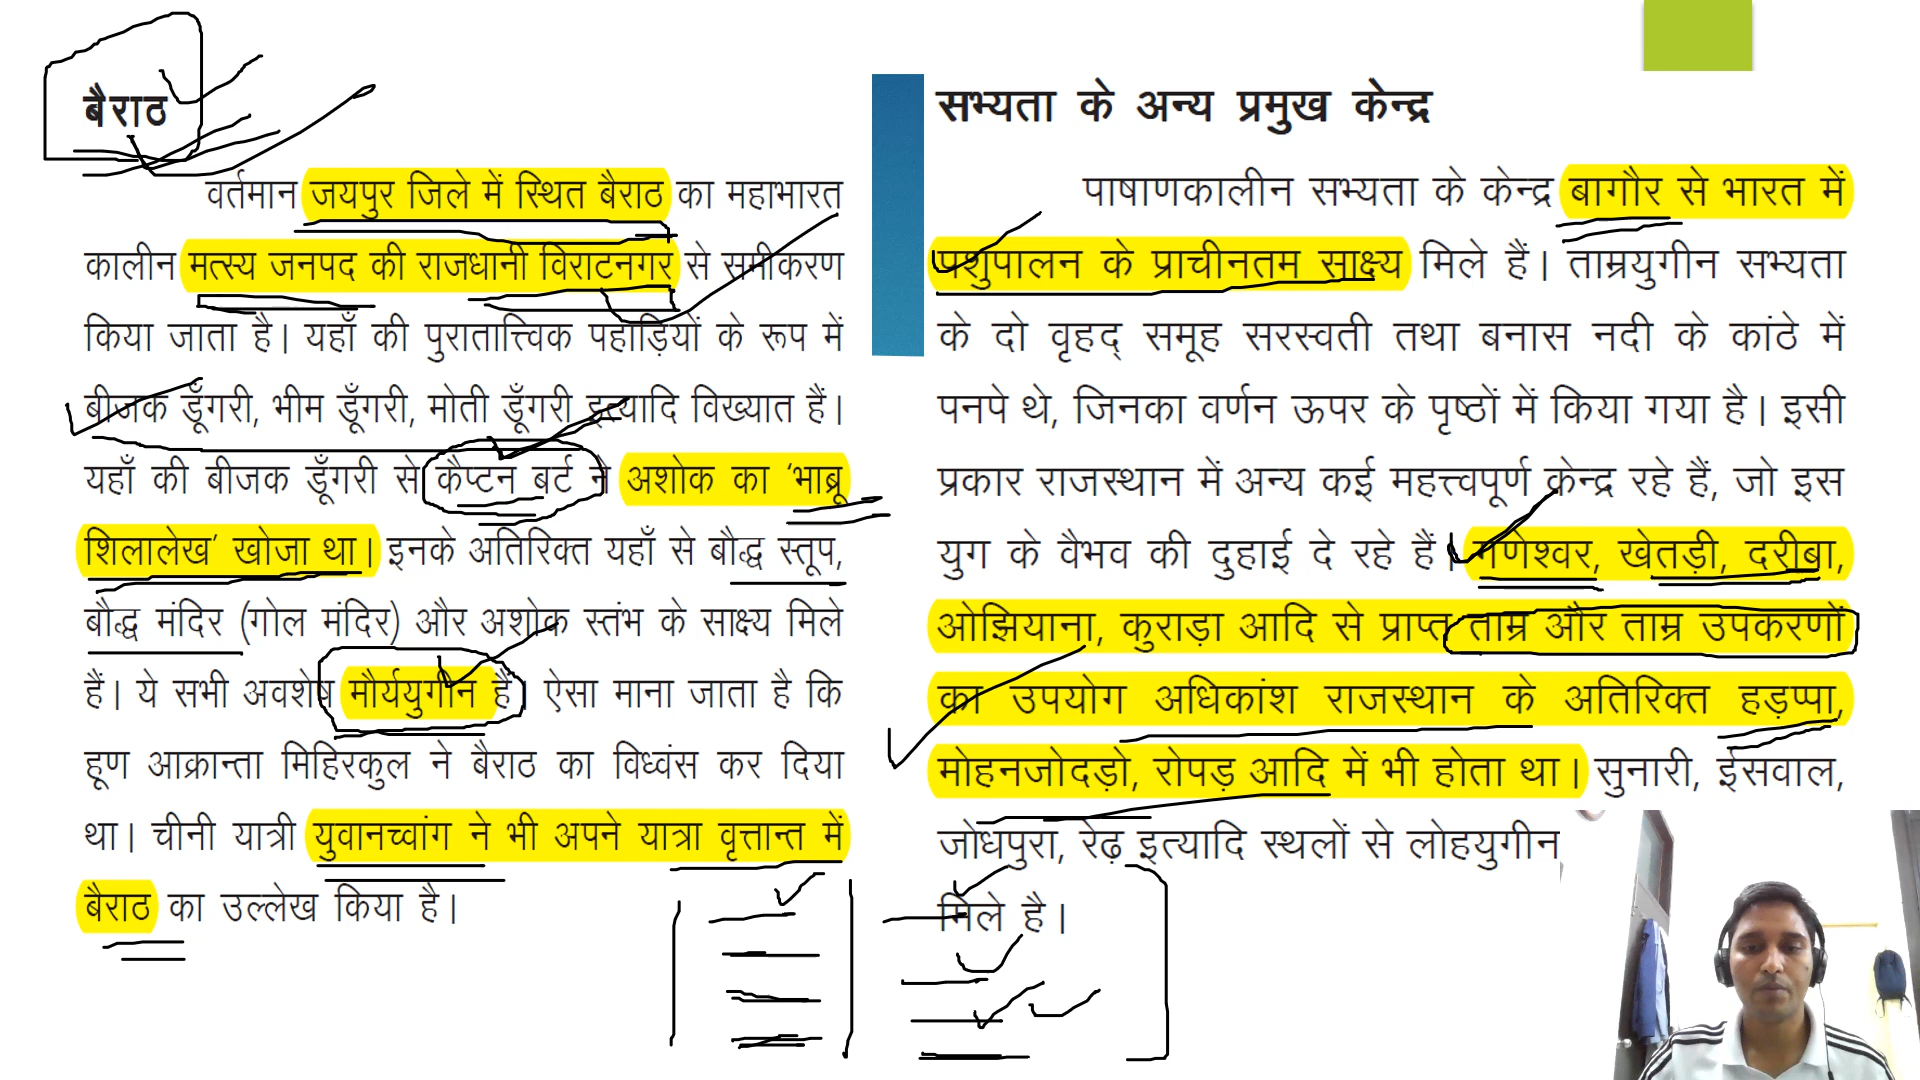 बैराठ
वर्तमान जयपुर जिले में स्थित बैराठ का महाभारत
कालीन मत्स्य जनपद की राजधानी विराटनगर से समीकरण
किया जाता है। यहाँ की पुरातात्त्विक पहाड़ियों के रूप में
बीजक डूँगरी, भीम डूँगरी, मोती डूँगरी इत्यादि विख्यात हैं।
यहाँ की बीजक डूँगरी से कैप्टन बर्ट ने अशोक का ‘भाब्रू
शिलालेख’ खोजा था। इनके अतिरिक्त यहाँ से बौद्ध स्तूप,
बौद्ध मंदिर (गोल मंदिर) और अशोक स्तंभ के साक्ष्य मिले
हैं। ये सभी अवशेष मौर्ययुगीन हैं। ऐसा माना जाता है कि
हूण आक्रान्ता मिहिरकुल ने बैराठ का विध्वंस कर दिया
था। चीनी यात्री युवानच्वांग ने भी अपने यात्रा वृत्तान्त में
बैराठ का उल्लेख किया है।
सभ्यता के अन्य प्रमुख केन्द्र
पाषाणकालीन सभ्यता के केन्द्र बागौर से भारत में
पशुपालन के प्राचीनतम साक्ष्य मिले हैं। ताम्रयुगीन सभ्यता
के दो वृहद् समूह सरस्वती तथा बनास नदी के कांठे में
पनपे थे, जिनका वर्णन ऊपर के पृष्ठों में किया गया है। इसी
प्रकार राजस्थान में अन्य कई महत्त्वपूर्ण केन्द्र रहे हैं, जो इस
युग के वैभव की दुहाई दे रहे हैं। गणेश्वर, खेतड़ी, दरीबा,
ओझियाना, कुराड़ा आदि से प्राप्त ताम्र और ताम्र उपकरणों
का उपयोग अधिकांश राजस्थान के अतिरिक्त हड़प्पा,
मोहनजोदड़ो, रोपड़ आदि में भी होता था। सुनारी, ईसवाल,
जोधपुरा, रेढ़ इत्यादि स्थलों से लोहयुगीन
मिले है।